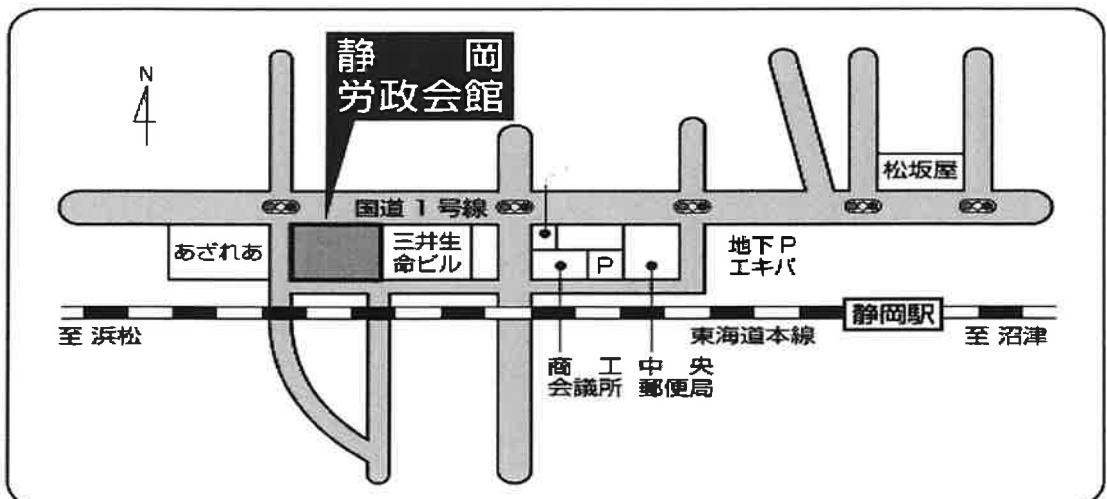 N
静岡
労政会館
松坂屋
国道1号線
あざれあ
三井生
命ビル
P
地下P
エキパ
静岡駅
至 浜松
東海道本線
至 沼津
商工
会議所
中央
郵便局